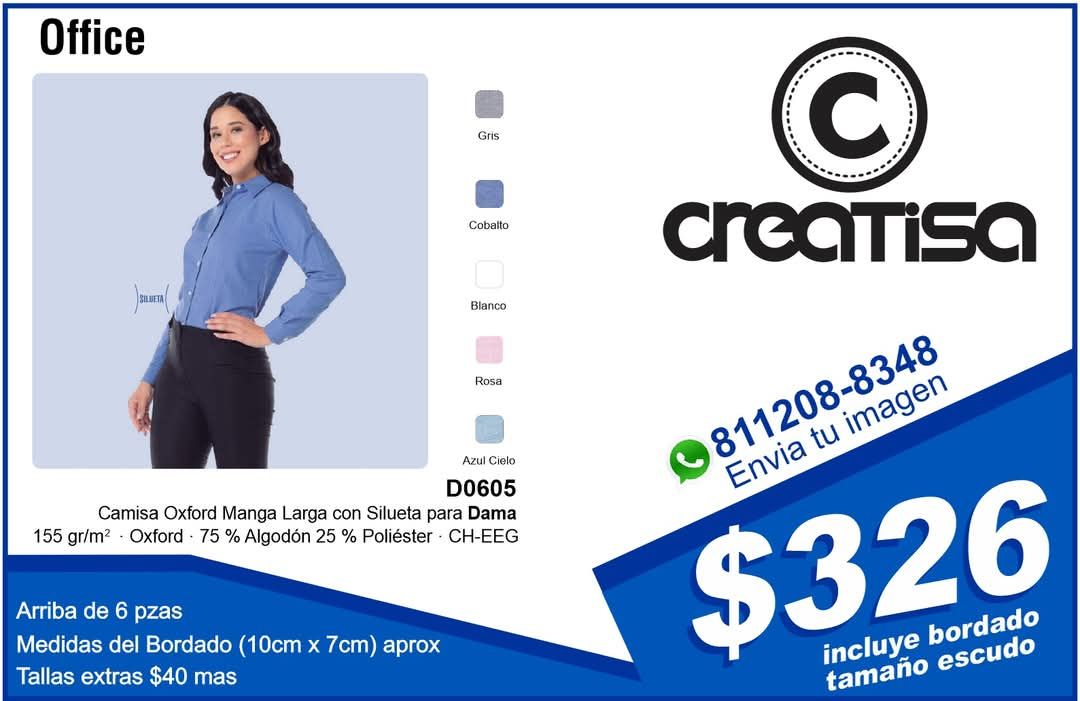 Office
SILUETA
Gris
Cobalto
Blanco
Rosa
Azul Cielo
D0605
Camisa Oxford Manga Larga con Silueta para Dama
155 gr/m² · Oxford · 75 % Algodón 25 % Poliéster · CH-EEG
C
creatisa
811208-8348
Envia tu imagen
$326
incluye bordado
tamaño escudo
Arriba de 6 pzas
Medidas del Bordado (10cm x 7cm) aprox
Tallas extras $40 mas